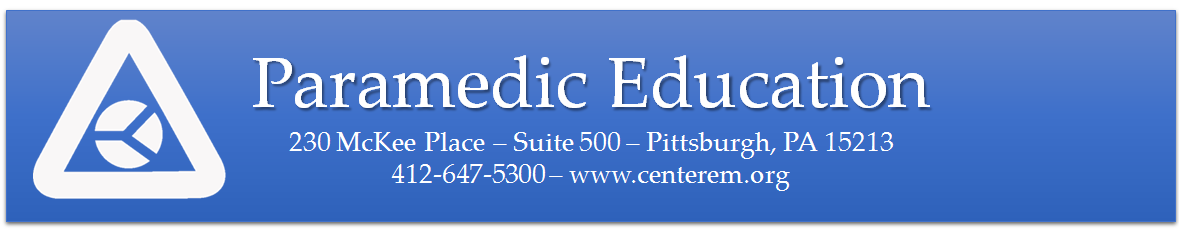 Paramedic Education
230 McKee Place – Suite 500 – Pittsburgh, PA 15213
412-647-5300 – www.centerem.org